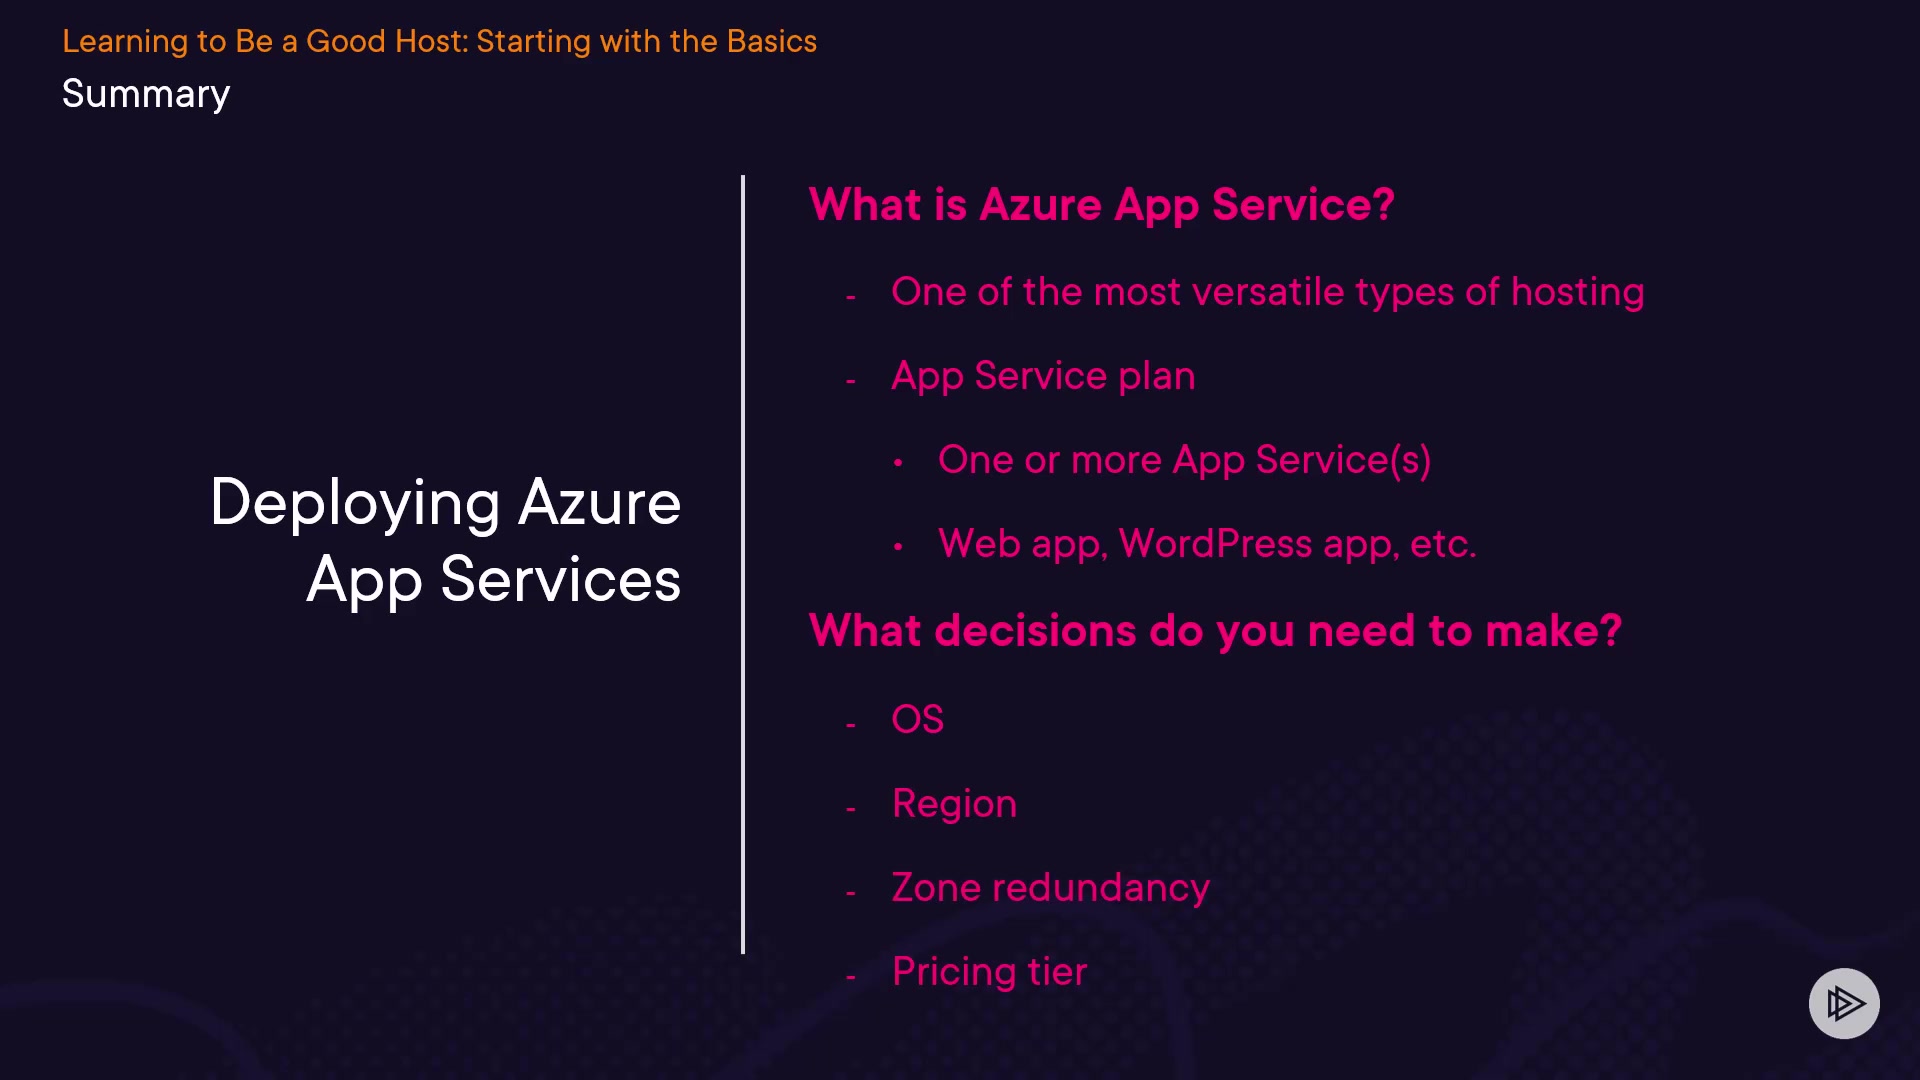 Learning to Be a Good Host: Starting with the Basics
Summary
Deploying Azure
App Services
What is Azure App Service?
- One of the most versatile types of hosting
- App Service plan
• One or more App Service(s)
• Web app, WordPress app, etc.
What decisions do you need to make?
- OS
- Region
- Zone redundancy
- Pricing tier